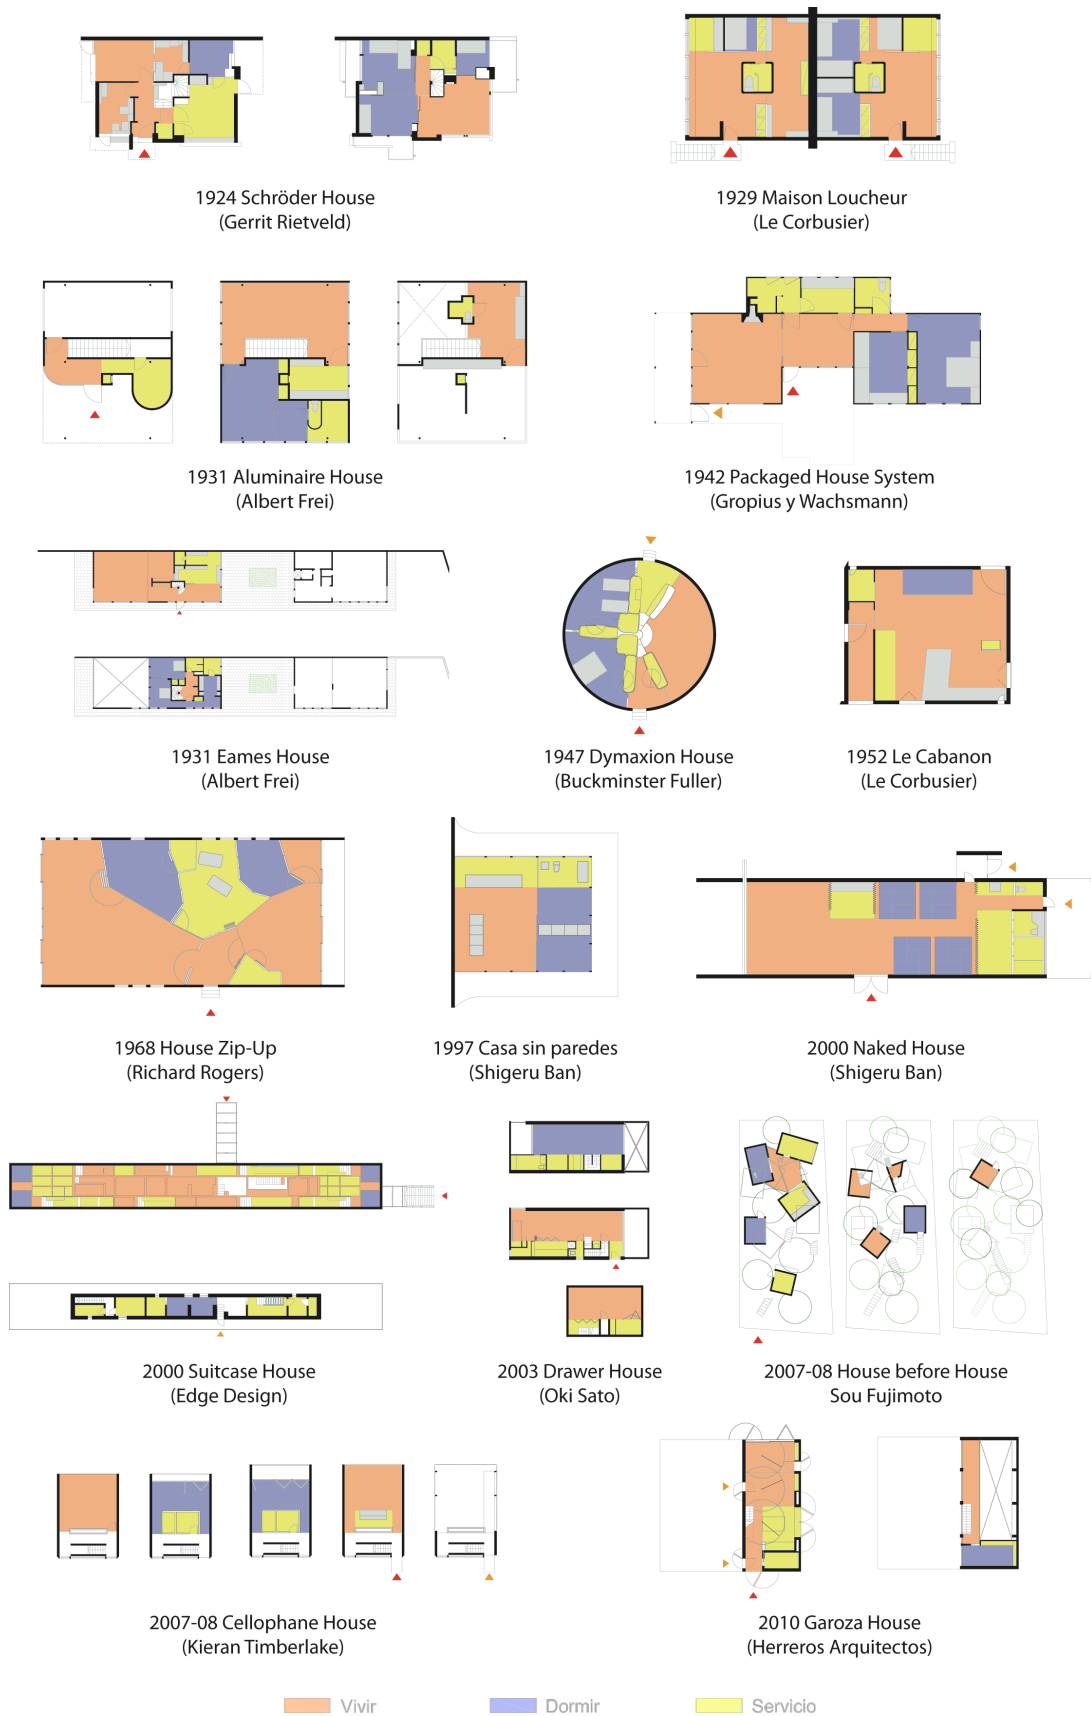 1924 Schröder House
(Gerrit Rietveld)
1929 Maison Loucheur
(Le Corbusier)
1931 Aluminaire House
(Albert Frei)
1942 Packaged House System
(Gropius y Wachsmann)
1931 Eames House
(Albert Frei)
1947 Dymaxion House
(Buckminster Fuller)
1952 Le Cabanon
(Le Corbusier)
1968 House Zip-Up
(Richard Rogers)
1997 Casa sin paredes
(Shigeru Ban)
2000 Naked House
(Shigeru Ban)
2000 Suitcase House
(Edge Design)
2003 Drawer House
(Oki Sato)
2007-08 House before House
Sou Fujimoto
2007-08 Cellophane House
(Kieran Timberlake)
2010 Garoza House
(Herreros Arquitectos)
Vivir
Dormir
Servicio